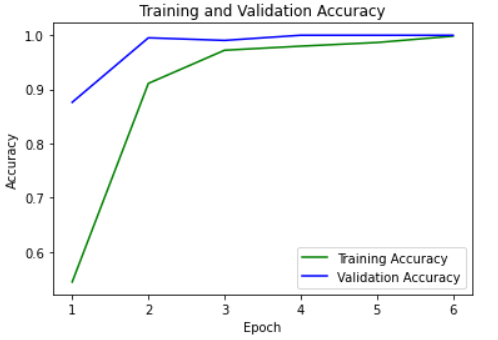 Training and Validation Accuracy
Accuracy
1.0
0.9
0.8
0.7
0.6
Training Accuracy
Validation Accuracy
1 2 3 4 5 6
Epoch